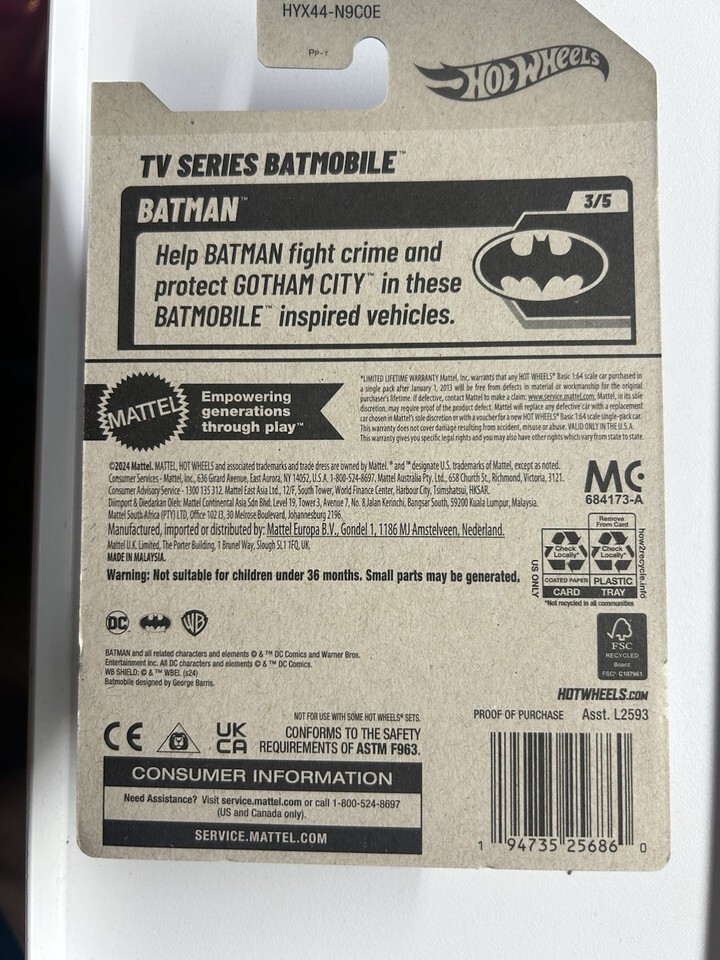 HYX44-N9C0E
PP-T
HOT WHEELS
TV SERIES BATMOBILE™
BATMAN™
3/5
Help BATMAN fight crime and
protect GOTHAM CITY™ in these
BATMOBILE™ inspired vehicles.
MATTEL
Empowering
generations
through play™
*LIMITED LIFETIME WARRANTY Mattel, Inc. warrants that any HOT WHEELS® Basic 1:64 scale car purchased in
a single pack after January 1, 2013 will be free from defects in material or workmanship for the original
purchaser's lifetime. If defective, contact Mattel to make a claim: www.service.mattel.com. Mattel, in its sole
discretion, may require proof of the product defect. Mattel will replace any defective car with a replacement
car chosen in Mattel's sole discretion or with a voucher for a new HOT WHEELS® Basic 1:64 scale single-pack car.
This warranty does not cover damage resulting from accident, misuse or abuse. VALID ONLY IN THE U.S.A.
This warranty gives you specific legal rights and you may also have other rights which vary from state to state.
©2024 Mattel. MATTEL, HOT WHEELS and associated trademarks and trade dress are owned by Mattel. ® and ™ designate U.S. trademarks of Mattel, except as noted.
Consumer Services - Mattel, Inc., 636 Girard Avenue, East Aurora, NY 14052, U.S.A. 1-800-524-8697. Mattel Australia Pty. Ltd., 658 Church St., Richmond, Victoria, 3121.
Consumer Advisory Service - 1300 135 312. Mattel East Asia Ltd., 12/F, South Tower, World Finance Center, Harbour City, Tsimshatsui, HKSAR.
Diimport & Diedarkan Oleh: Mattel Continental Asia Sdn Bhd. Level 19, Tower 3, Avenue 7, No. 8 Jalan Kerinchi, Bangsar South, 59200 Kuala Lumpur, Malaysia.
Mattel South Africa (PTY) LTD, Office 102 I3, 30 Melrose Boulevard, Johannesburg 2196.
Manufactured, imported or distributed by: Mattel Europa B.V., Gondel 1, 1186 MJ Amstelveen, Nederland.
Mattel U.K. Limited, The Porter Building, 1 Brunel Way, Slough SL1 1FQ, UK.
MADE IN MALAYSIA.
Warning: Not suitable for children under 36 months. Small parts may be generated.
MC
684173-A
Remove
From Card
Check
Locally*
Check
Locally*
COATED PAPER
PLASTIC
CARD
TRAY
US ONLY
how2recycle.info
*Not recycled in all communities
DC
WB
FSC
RECYCLED
Board
FSC® C107961
BATMAN and all related characters and elements © & ™ DC Comics and Warner Bros.
Entertainment Inc. All DC characters and elements © & ™ DC Comics.
WB SHIELD: © & ™ WBEI. (s24)
Batmobile designed by George Barris.
HOTWHEELS.COM
PROOF OF PURCHASE Asst. L2593
CE
UK
CA
NOT FOR USE WITH SOME HOT WHEELS® SETS.
CONFORMS TO THE SAFETY
REQUIREMENTS OF ASTM F963.
CONSUMER INFORMATION
Need Assistance? Visit service.mattel.com or call 1-800-524-8697
(US and Canada only).
SERVICE.MATTEL.COM
1 94735 25686 0